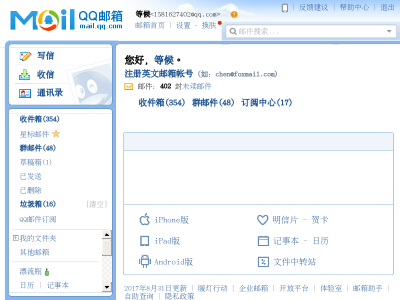 Mail QQ邮箱 mail.qq.com
等候<1581627402@qq.com>
邮箱首页 | 设置 - 换肤
反馈建议 | 帮助中心 | 退出
邮件搜索...
写信
收信
通讯录
收件箱(354)
星标邮件
群邮件(48)
草稿箱(1)
已发送
已删除
垃圾箱(16) [清空]
QQ邮件订阅
我的文件夹
其他邮箱
漂流瓶
日历 | 记事本
您好，等候。
注册英文邮箱帐号 (如: chen@foxmail.com)
邮件: 402 封未读邮件
收件箱(354) 群邮件(48) 订阅中心(17)
iPhone版 明信片 - 贺卡
iPad版 记事本 - 日历
Android版 文件中转站
2017年8月31日更新 | 暖灯行动 | 企业邮箱 | 开放平台 | 体验室 | 邮箱助手 |
自助查询 | 隐私政策